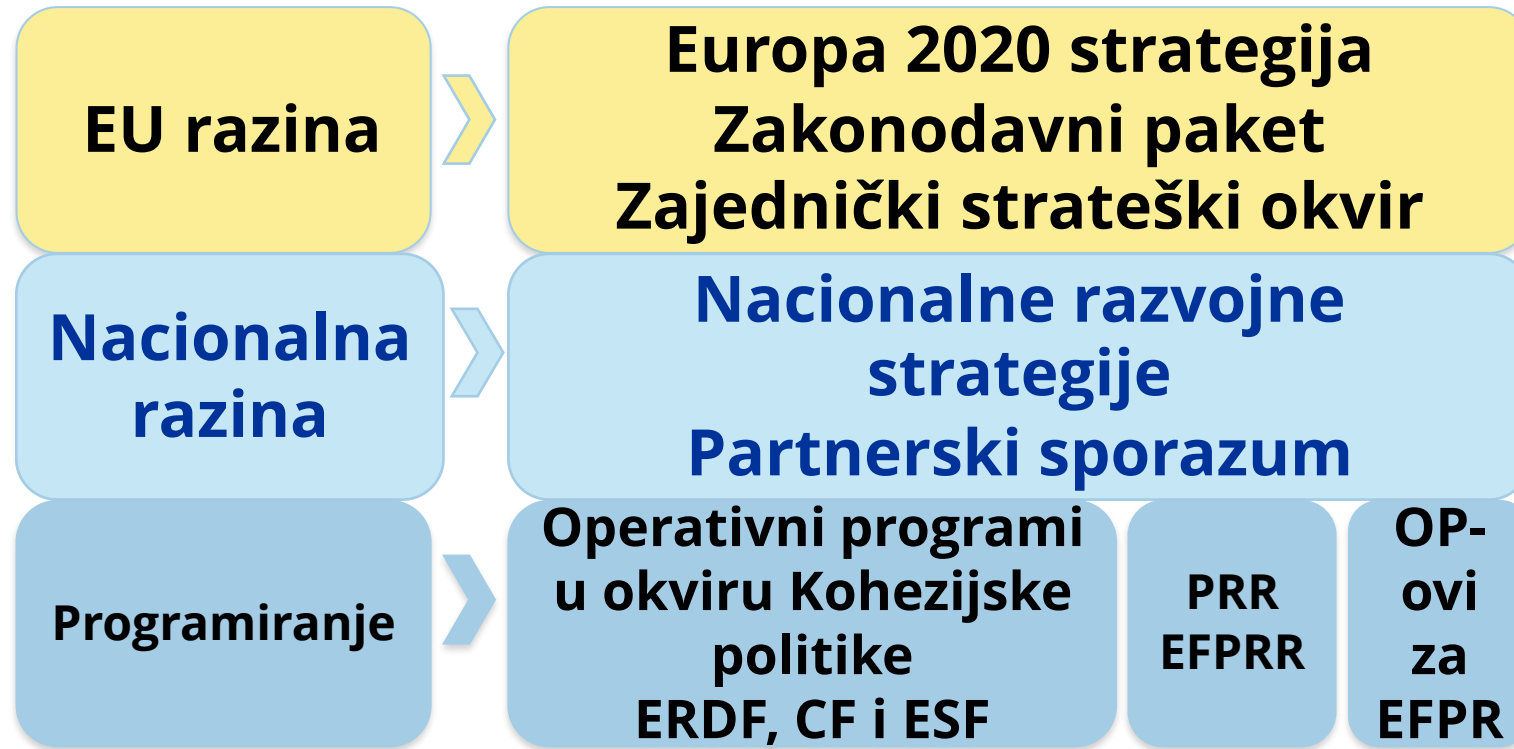 EU razina
Europa 2020 strategija
Zakonodavni paket
Zajednički strateški okvir
Nacionalna
razina
Nacionalne razvojne
strategije
Partnerski sporazum
Programiranje
Operativni programi
u okviru Kohezijske
politike
ERDF, CF i ESF
PRR
EFPRR
OP-
ovi
za
EFPR